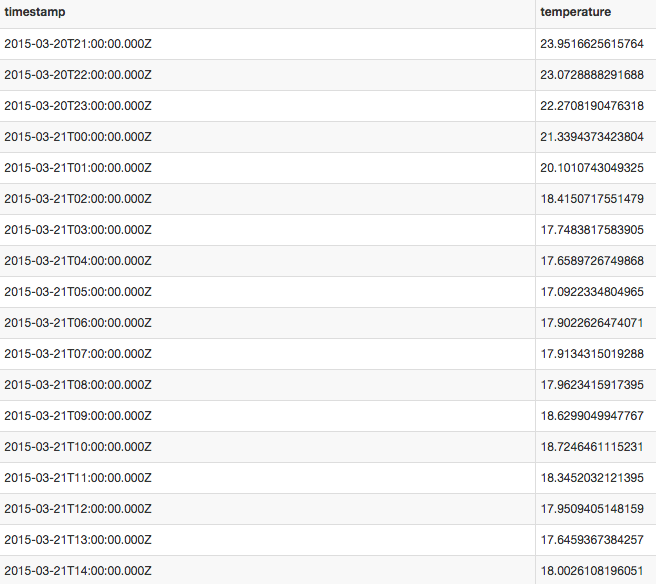 timestamp temperature
2015-03-20T21:00:00.000Z 23.9516625615764
2015-03-20T22:00:00.000Z 23.0728888291688
2015-03-20T23:00:00.000Z 22.2708190476318
2015-03-21T00:00:00.000Z 21.3394373423804
2015-03-21T01:00:00.000Z 20.1010743049325
2015-03-21T02:00:00.000Z 18.4150717551479
2015-03-21T03:00:00.000Z 17.7483817583905
2015-03-21T04:00:00.000Z 17.6589726749868
2015-03-21T05:00:00.000Z 17.0922334804965
2015-03-21T06:00:00.000Z 17.9022626474071
2015-03-21T07:00:00.000Z 17.9134315019288
2015-03-21T08:00:00.000Z 17.9623415917395
2015-03-21T09:00:00.000Z 18.6299049947767
2015-03-21T10:00:00.000Z 18.7246461115231
2015-03-21T11:00:00.000Z 18.3452032121395
2015-03-21T12:00:00.000Z 17.9509405148159
2015-03-21T13:00:00.000Z 17.6459367384257
2015-03-21T14:00:00.000Z 18.0026108196051